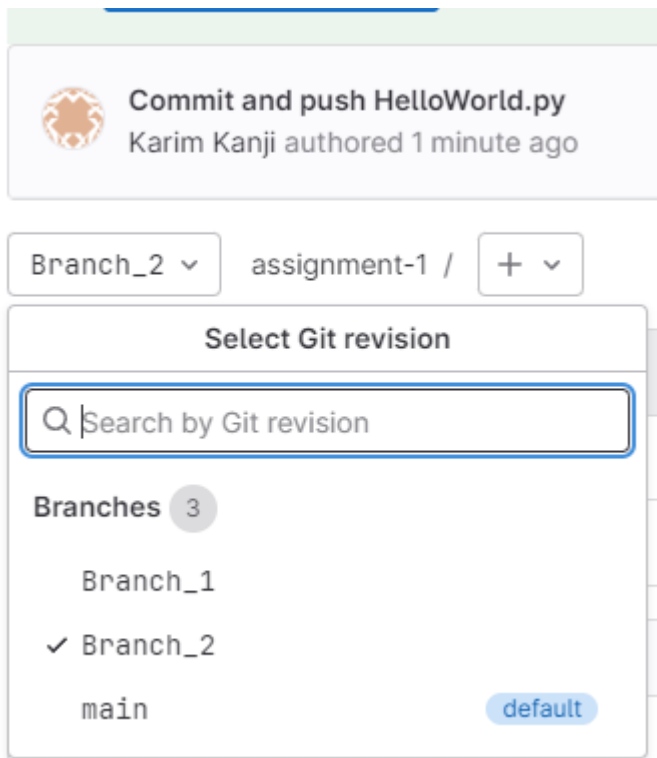 Commit and push HelloWorld.py
Karim Kanji authored 1 minute ago
Branch_2 assignment-1 / +
Select Git revision
Search by Git revision
Branches 3
Branch_1
Branch_2
main default